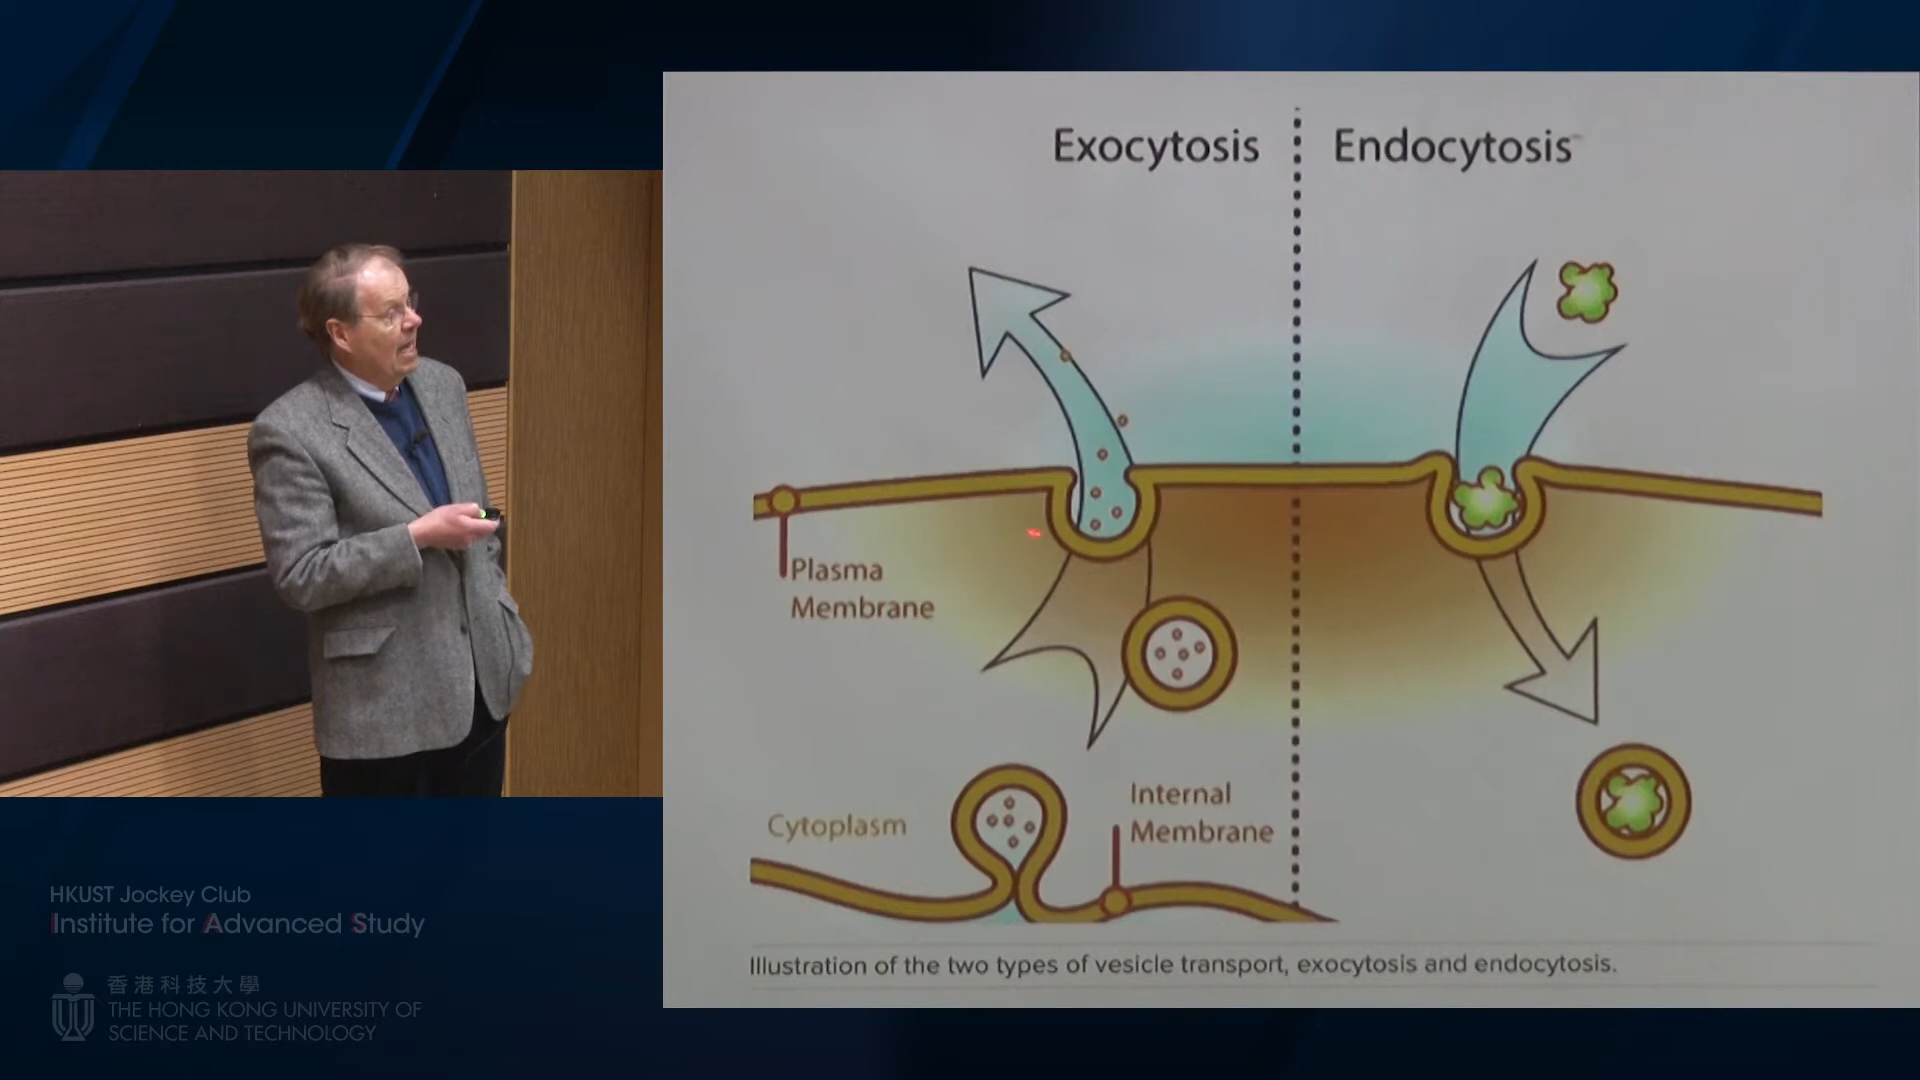 Exocytosis
Endocytosis
Plasma
Membrane
Cytoplasm
Internal
Membrane
Illustration of the two types of vesicle transport, exocytosis and endocytosis.
HKUST Jockey Club
Institute for Advanced Study
香港科技大學
THE HONG KONG UNIVERSITY OF
SCIENCE AND TECHNOLOGY